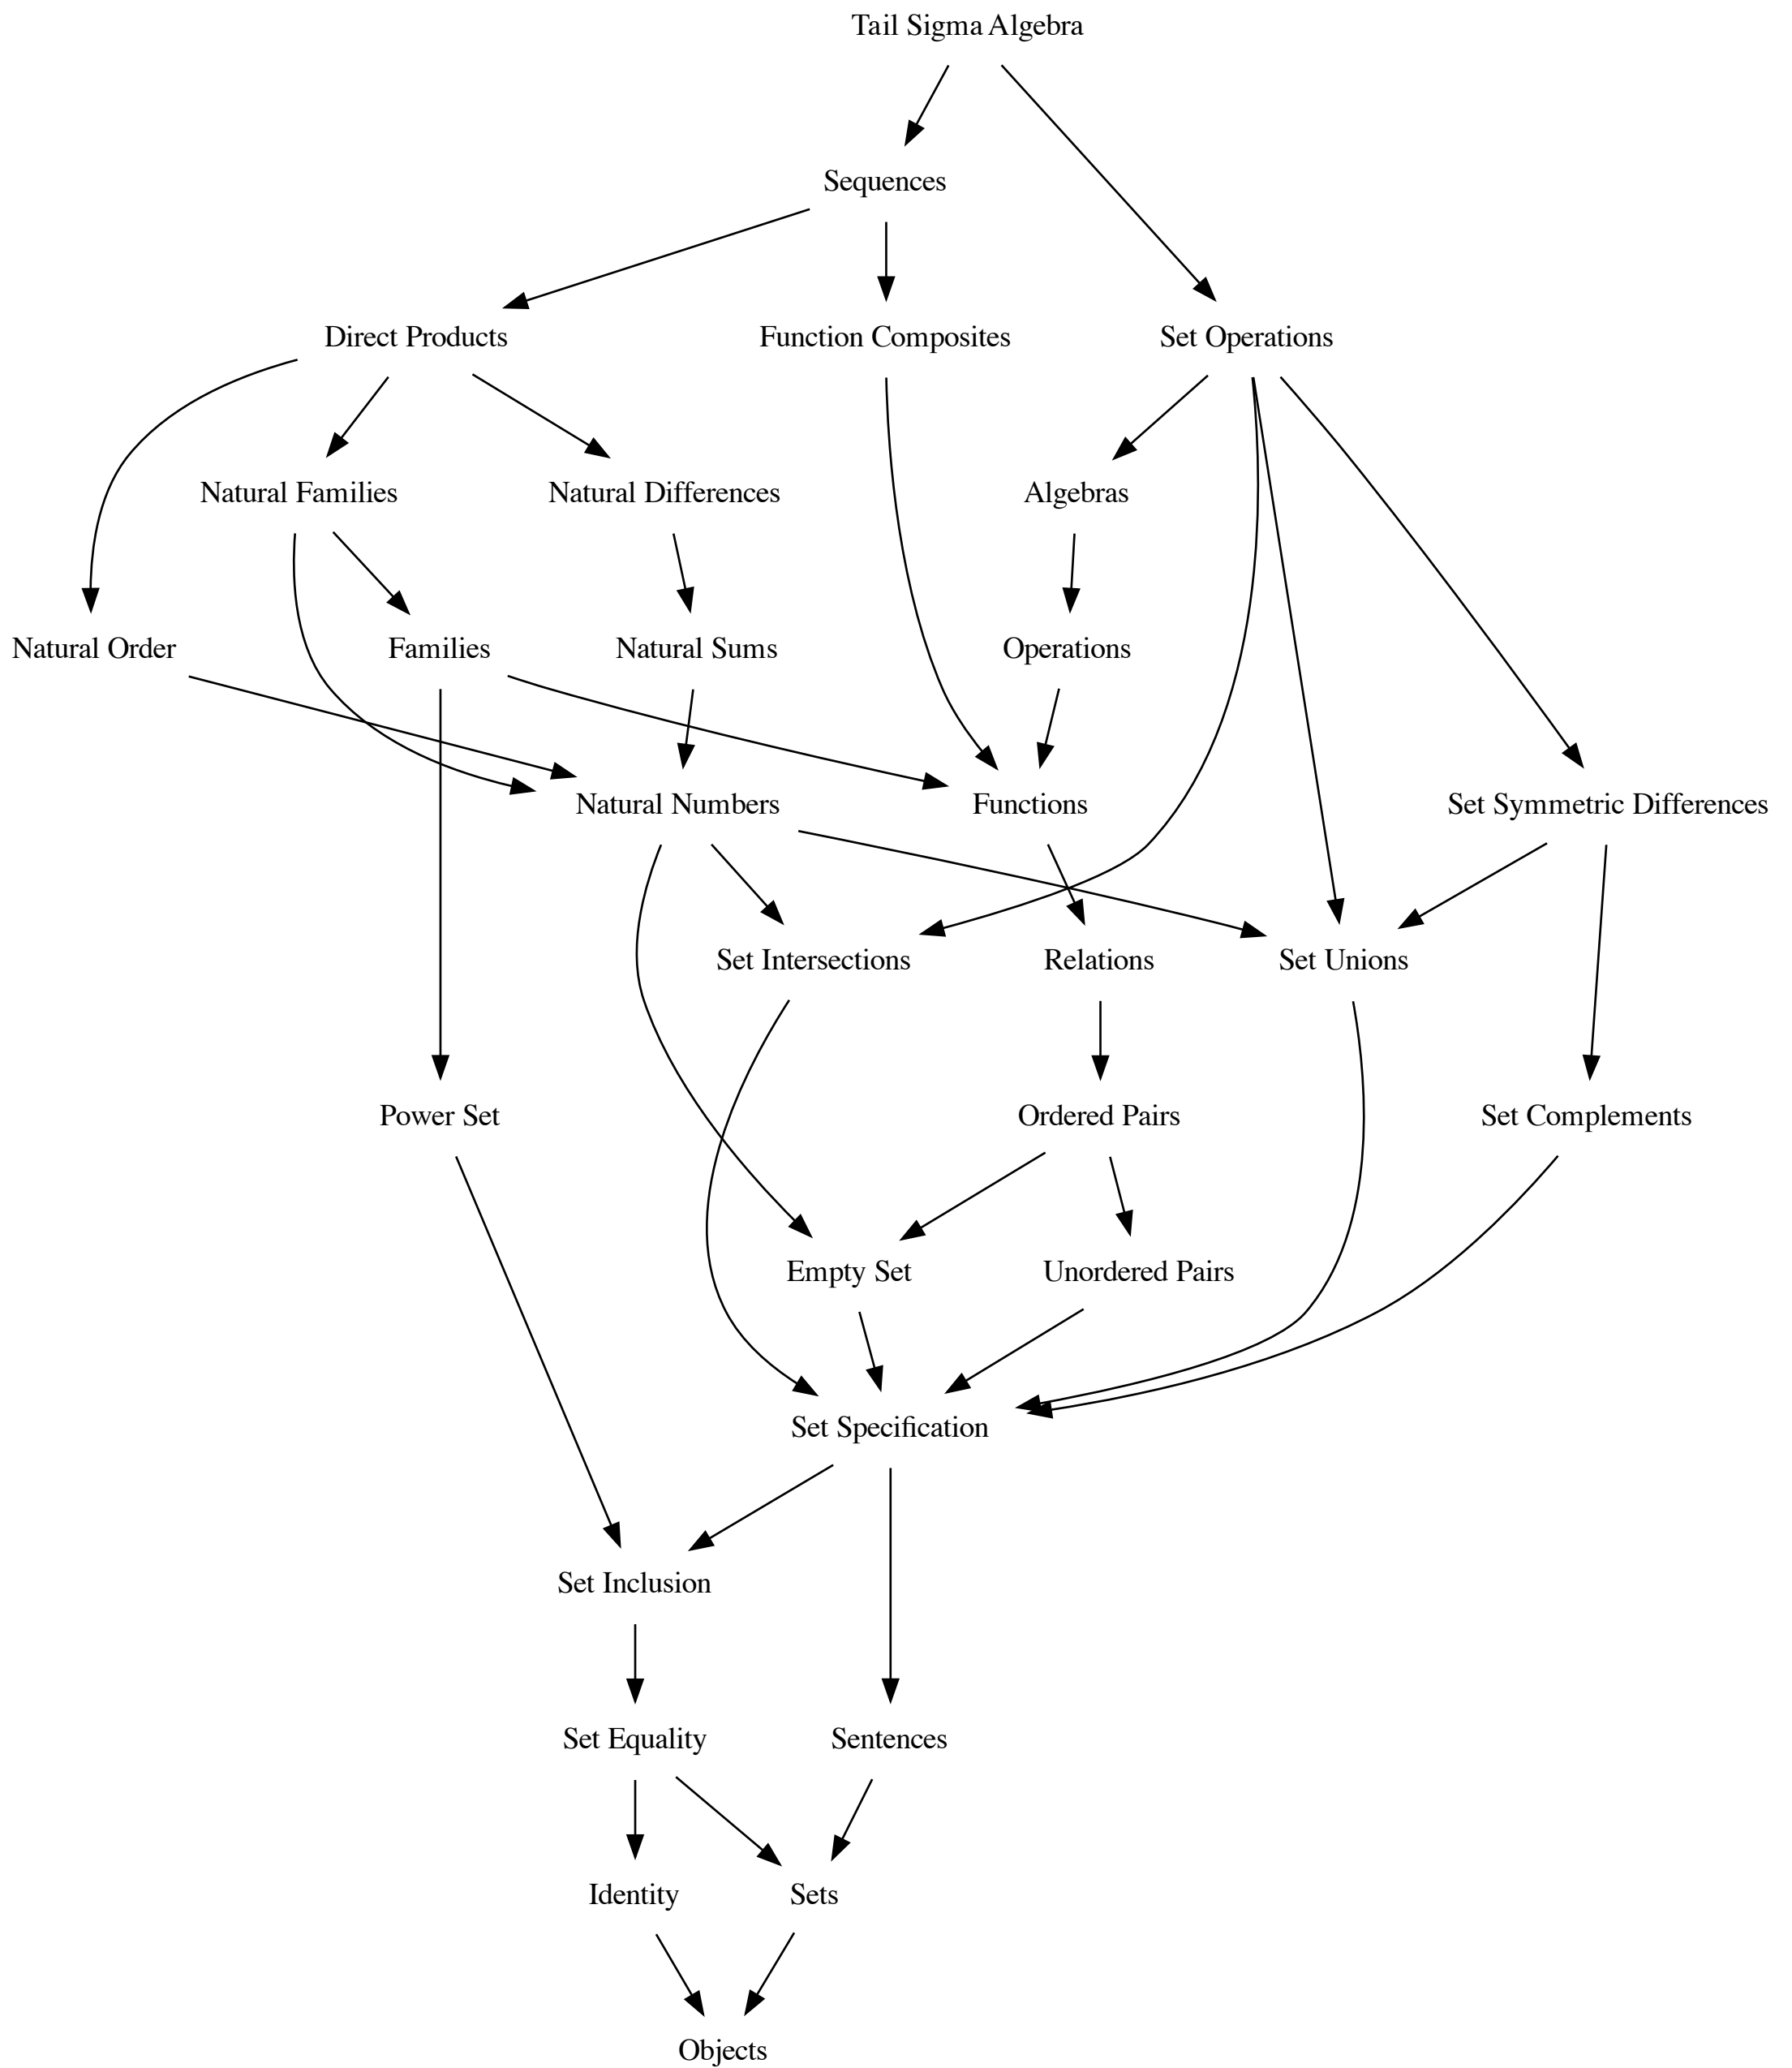 Tail Sigma Algebra
Sequences
Direct Products
Function Composites
Set Operations
Natural Families
Natural Differences
Algebras
Natural Order
Families
Natural Sums
Operations
Natural Numbers
Functions
Set Symmetric Differences
Set Intersections
Relations
Set Unions
Power Set
Ordered Pairs
Set Complements
Empty Set
Unordered Pairs
Set Specification
Set Inclusion
Set Equality
Sentences
Identity
Sets
Objects